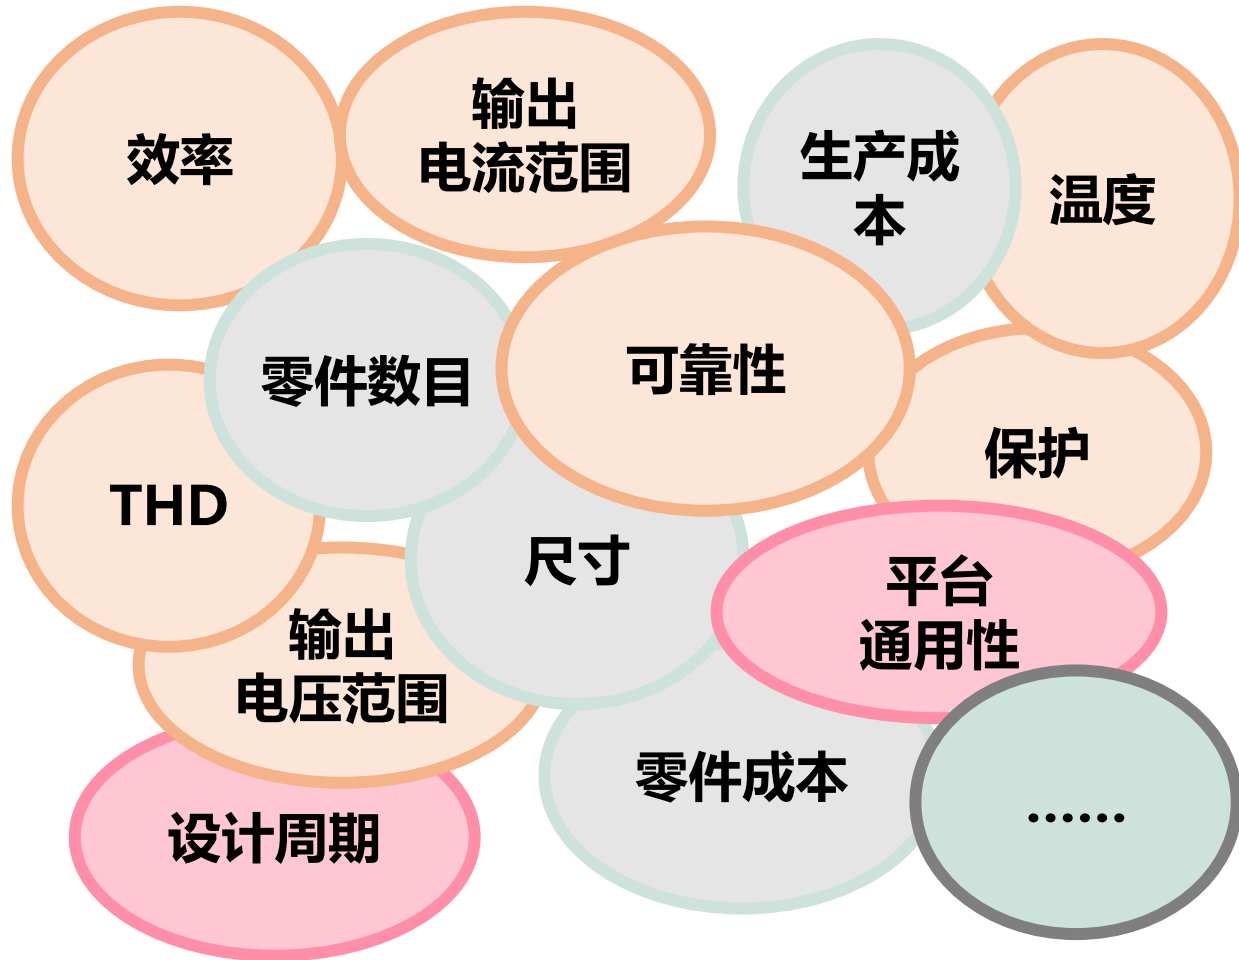 效率
输出
电流范围
生产成
本
温度
零件数目
可靠性
保护
THD
尺寸
平台
通用性
输出
电压范围
零件成本
设计周期
······